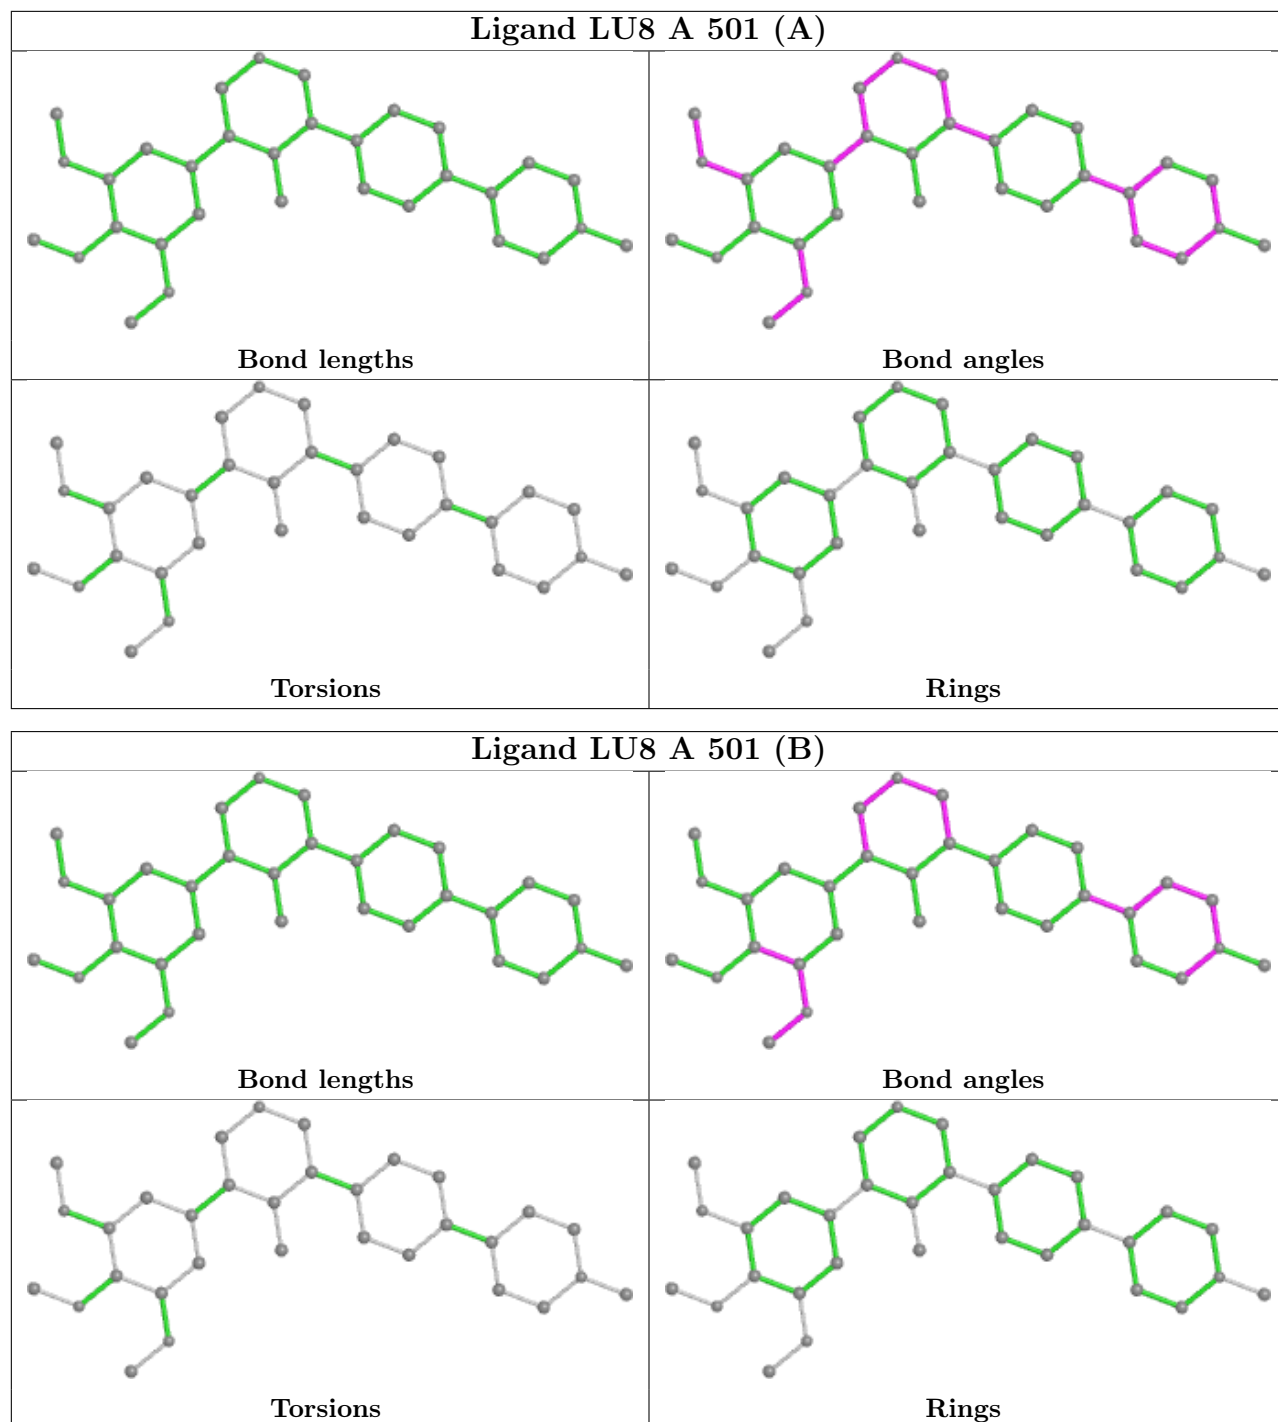 Ligand LU8 A 501 (A)
Bond lengths
Bond angles
Torsions
Rings
Ligand LU8 A 501 (B)
Bond lengths
Bond angles
Torsions
Rings